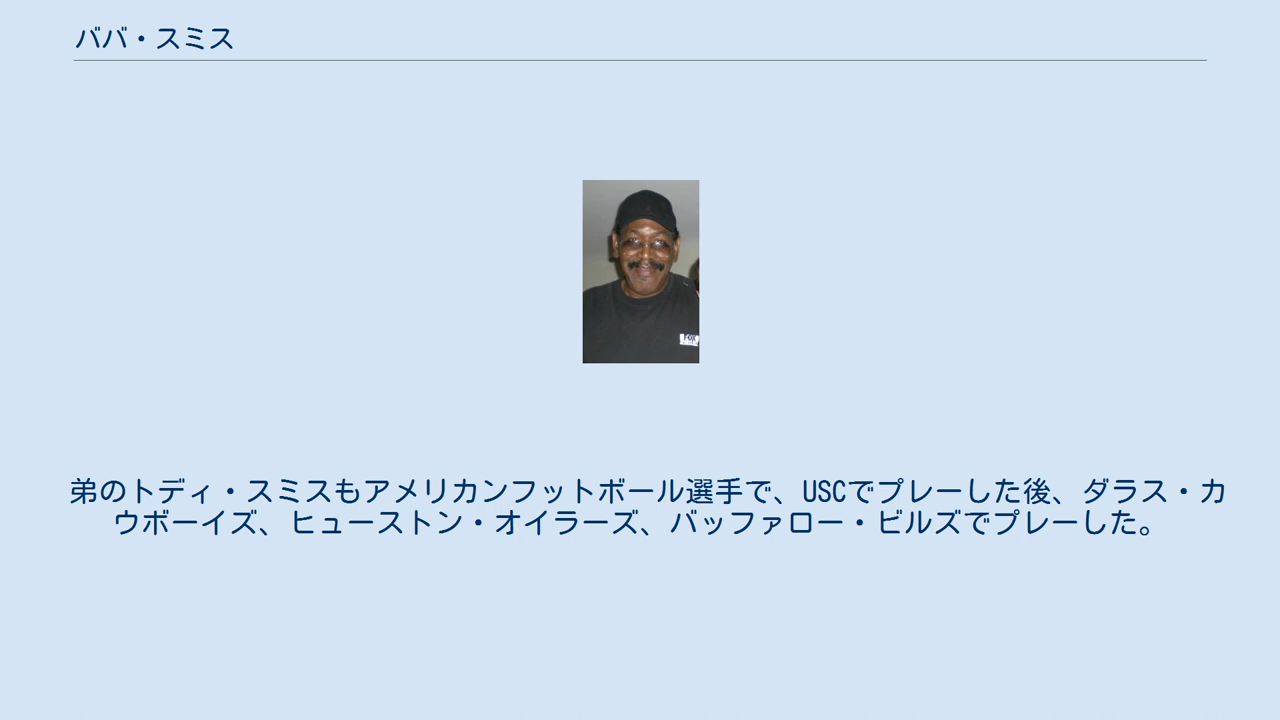 ババ・スミス
FOX
弟のトディ・スミスもアメリカンフットボール選手で、USCでプレーした後、ダラス・カ
ウボーイズ、ヒューストン・オイラーズ、バッファロー・ビルズでプレーした。